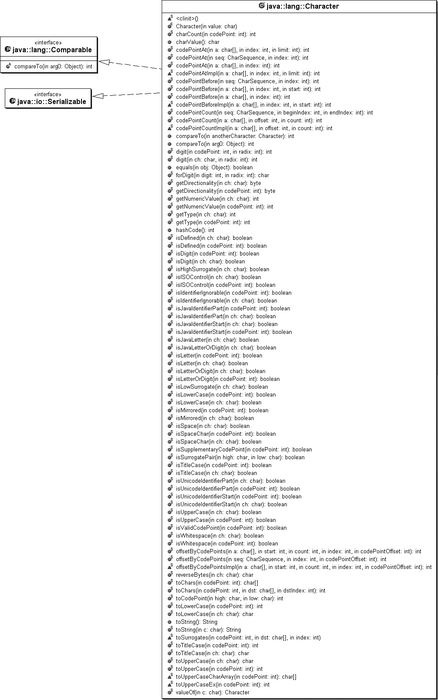 «interface»
java::lang::Comparable
compareTo(in arg0: Object): int
«interface»
java::io::Serializable
java::lang::Character
<clinit>()
Character(in value: char)
charCount(in codePoint: int): int
charValue(): char
codePointAt(in a: char[], in index: int, in limit: int): int
codePointAt(in seq: CharSequence, in index: int): int
codePointAt(in a: char[], in index: int): int
codePointAtImpl(in a: char[], in index: int, in limit: int): int
codePointBefore(in seq: CharSequence, in index: int): int
codePointBefore(in a: char[], in index: int, in start: int): int
codePointBefore(in a: char[], in index: int): int
codePointBeforeImpl(in a: char[], in index: int, in start: int): int
codePointCount(in seq: CharSequence, in beginIndex: int, in endIndex: int): int
codePointCount(in a: char[], in offset: int, in count: int): int
codePointCountImpl(in a: char[], in offset: int, in count: int): int
compareTo(in anotherCharacter: Character): int
compareTo(in arg0: Object): int
digit(in codePoint: int, in radix: int): int
digit(in ch: char, in radix: int): int
equals(in obj: Object): boolean
forDigit(in digit: int, in radix: int): char
getDirectionality(in ch: char): byte
getDirectionality(in codePoint: int): byte
getNumericValue(in ch: char): int
getNumericValue(in codePoint: int): int
getType(in ch: char): int
getType(in codePoint: int): int
hashCode(): int
isDefined(in ch: char): boolean
isDefined(in codePoint: int): boolean
isDigit(in codePoint: int): boolean
isDigit(in ch: char): boolean
isHighSurrogate(in ch: char): boolean
isISOControl(in ch: char): boolean
isISOControl(in codePoint: int): boolean
isIdentifierIgnorable(in codePoint: int): boolean
isIdentifierIgnorable(in ch: char): boolean
isJavaIdentifierPart(in ch: char): boolean
isJavaIdentifierPart(in codePoint: int): boolean
isJavaIdentifierStart(in ch: char): boolean
isJavaIdentifierStart(in codePoint: int): boolean
isJavaLetter(in ch: char): boolean
isJavaLetterOrDigit(in ch: char): boolean
isLetter(in codePoint: int): boolean
isLetter(in ch: char): boolean
isLetterOrDigit(in ch: char): boolean
isLetterOrDigit(in codePoint: int): boolean
isLowSurrogate(in ch: char): boolean
isLowerCase(in codePoint: int): boolean
isLowerCase(in ch: char): boolean
isMirrored(in codePoint: int): boolean
isMirrored(in ch: char): boolean
isSpace(in ch: char): boolean
isSpaceChar(in codePoint: int): boolean
isSpaceChar(in ch: char): boolean
isSupplementaryCodePoint(in codePoint: int): boolean
isSurrogatePair(in high: char, in low: char): boolean
isTitleCase(in codePoint: int): boolean
isTitleCase(in ch: char): boolean
isUnicodeIdentifierPart(in ch: char): boolean
isUnicodeIdentifierPart(in codePoint: int): boolean
isUnicodeIdentifierStart(in codePoint: int): boolean
isUnicodeIdentifierStart(in ch: char): boolean
isUpperCase(in ch: char): boolean
isUpperCase(in codePoint: int): boolean
isValidCodePoint(in codePoint: int): boolean
isWhitespace(in ch: char): boolean
isWhitespace(in codePoint: int): boolean
offsetByCodePoints(in a: char[], in start: int, in count: int, in index: int, in codePointOffset: int): int
offsetByCodePoints(in seq: CharSequence, in index: int, in codePointOffset: int): int
offsetByCodePointsImpl(in a: char[], in start: int, in count: int, in index: int, in codePointOffset: int): int
reverseBytes(in ch: char): char
toChars(in codePoint: int): char[]
toChars(in codePoint: int, in dst: char[], in dstIndex: int): int
toCodePoint(in high: char, in low: char): int
toLowerCase(in codePoint: int): int
toLowerCase(in ch: char): char
toString(): String
toString(in c: char): String
toSurrogates(in codePoint: int, in dst: char[], in index: int)
toTitleCase(in codePoint: int): int
toTitleCase(in ch: char): char
toUpperCase(in ch: char): char
toUpperCase(in codePoint: int): int
toUpperCaseCharArray(in codePoint: int): char[]
toUpperCaseEx(in codePoint: int): int
valueOf(in c: char): Character